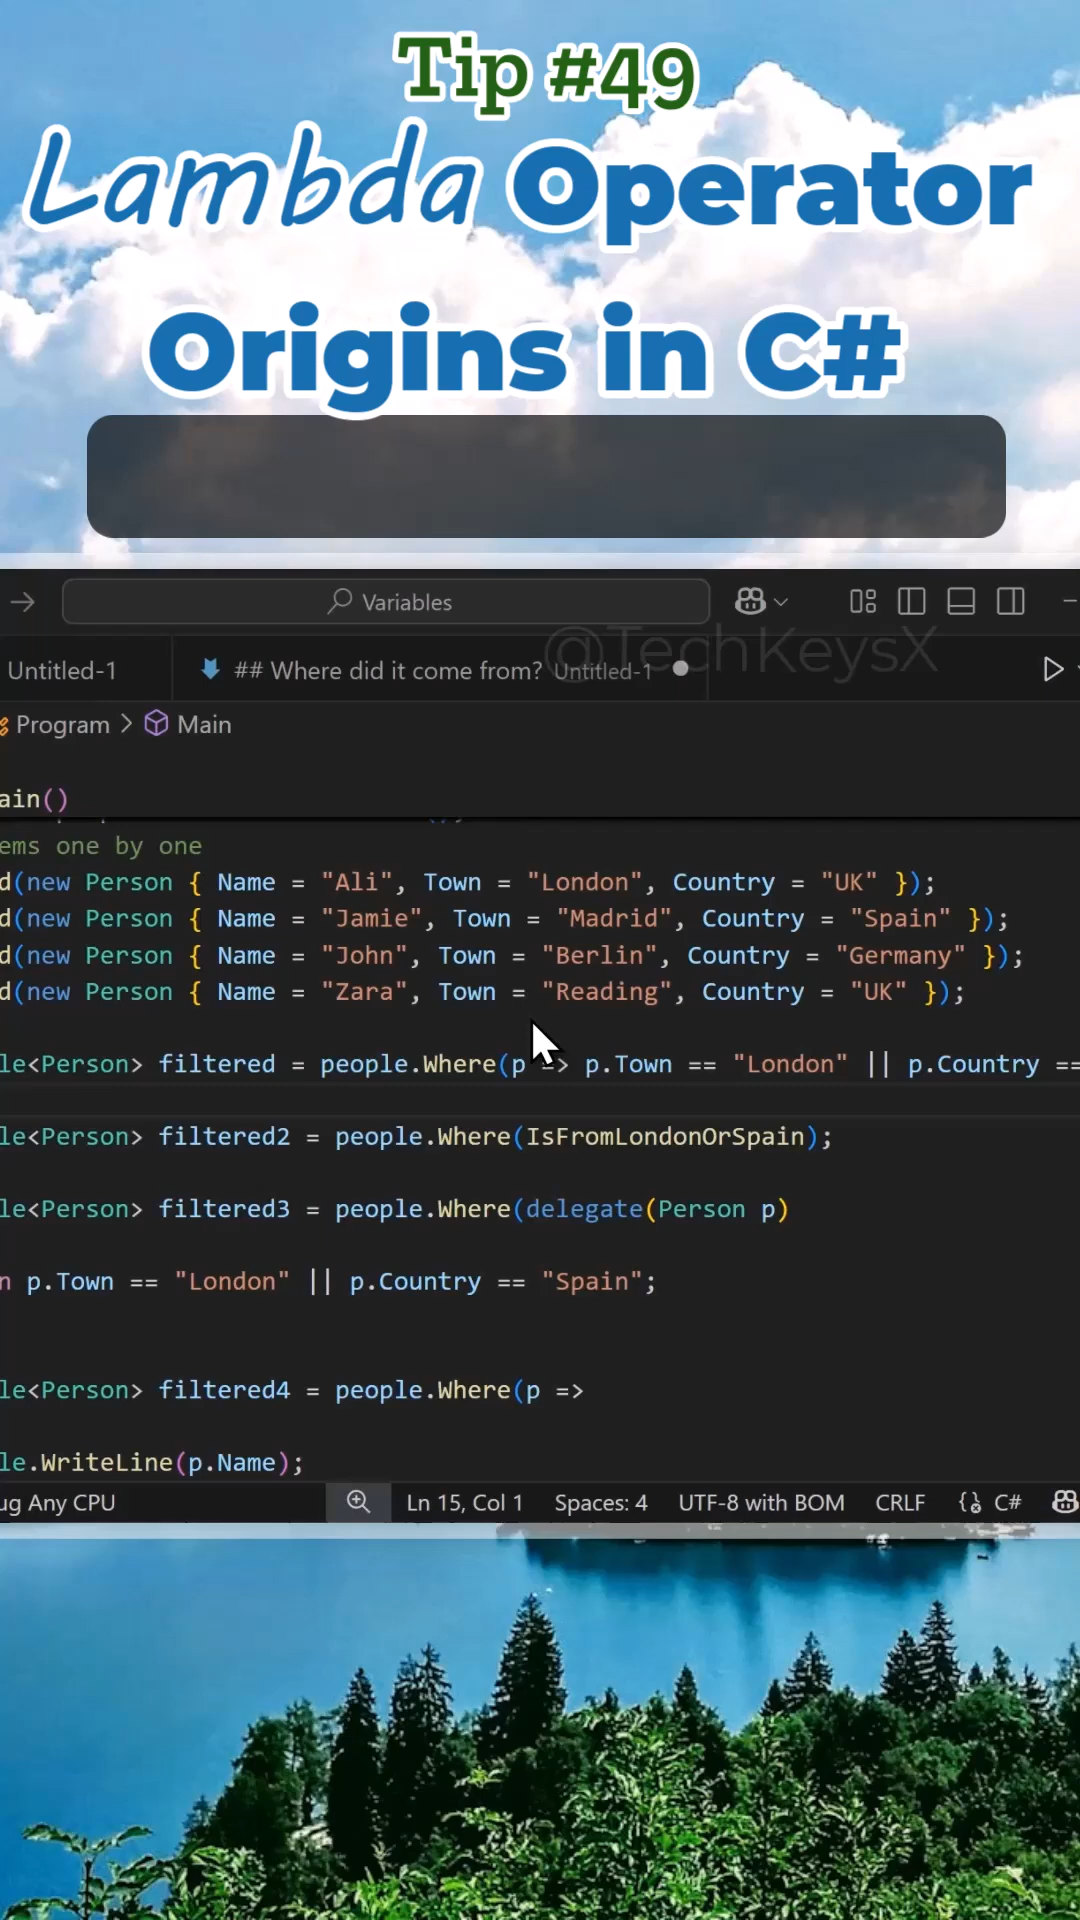 Tip #49
Lambda Operator
Origins in C#
Variables
@TechKeysX
Untitled-1
## Where did it come from? Untitled-1
Program > Main
ain()
ems one by one
d(new Person { Name = "Ali", Town = "London", Country = "UK" });
d(new Person { Name = "Jamie", Town = "Madrid", Country = "Spain" });
d(new Person { Name = "John", Town = "Berlin", Country = "Germany" });
d(new Person { Name = "Zara", Town = "Reading", Country = "UK" });
le<Person> filtered = people.Where(p => p.Town == "London" || p.Country ==
le<Person> filtered2 = people.Where(IsFromLondonOrSpain);
le<Person> filtered3 = people.Where(delegate(Person p)
n p.Town == "London" || p.Country == "Spain";
le<Person> filtered4 = people.Where(p =>
le.WriteLine(p.Name);
ug Any CPU
Ln 15, Col 1
Spaces: 4
UTF-8 with BOM
CRLF
C#